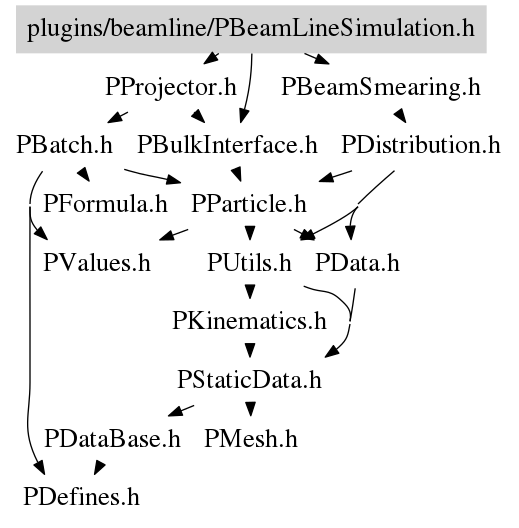 plugins/beamline/PBeamLineSimulation.h
PProjector.h
PBeamSmearing.h
PBatch.h
PBulkInterface.h
PDistribution.h
PFormula.h
PParticle.h
PValues.h
PUtils.h
PData.h
PKinematics.h
PStaticData.h
PDataBase.h
PMesh.h
PDefines.h